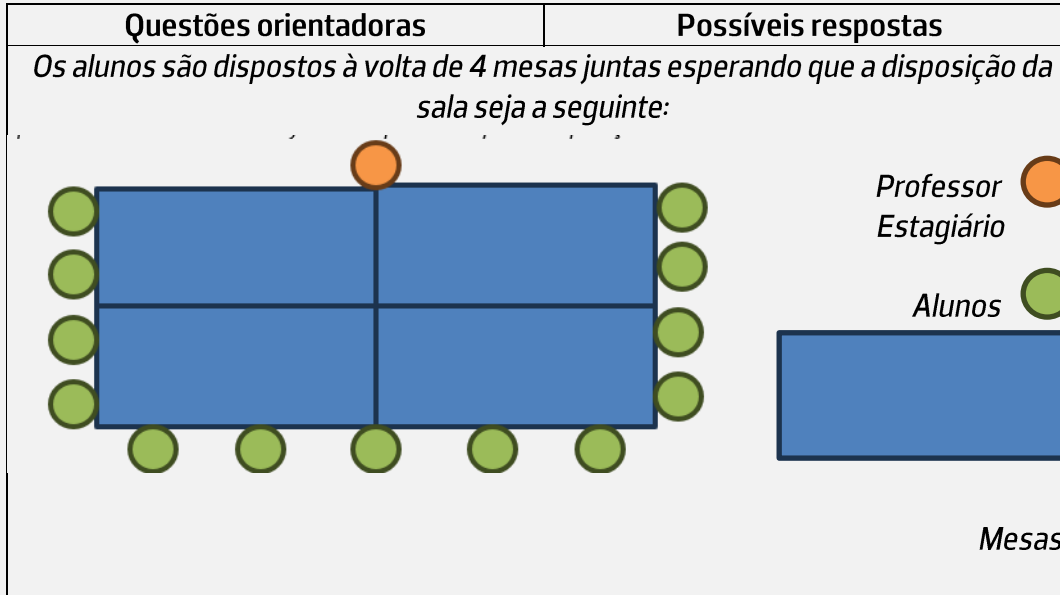 Questões orientadoras
Possíveis respostas
Os alunos são dispostos à volta de 4 mesas juntas esperando que a disposição da
sala seja a seguinte:
Professor
Estagiário
Alunos
Mesas